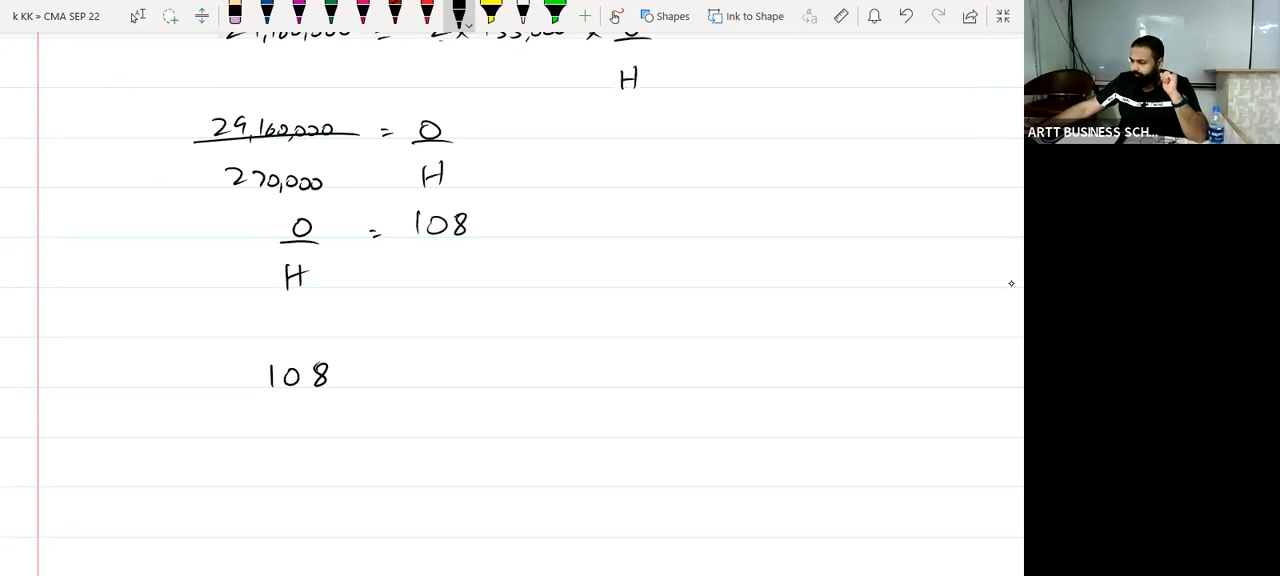 k KK » CMA SEP 22
Shapes
Ink to Shape
H
29,160,000 = O
270,000 H
O = 108
H
108
ARTT BUSINESS SCH...